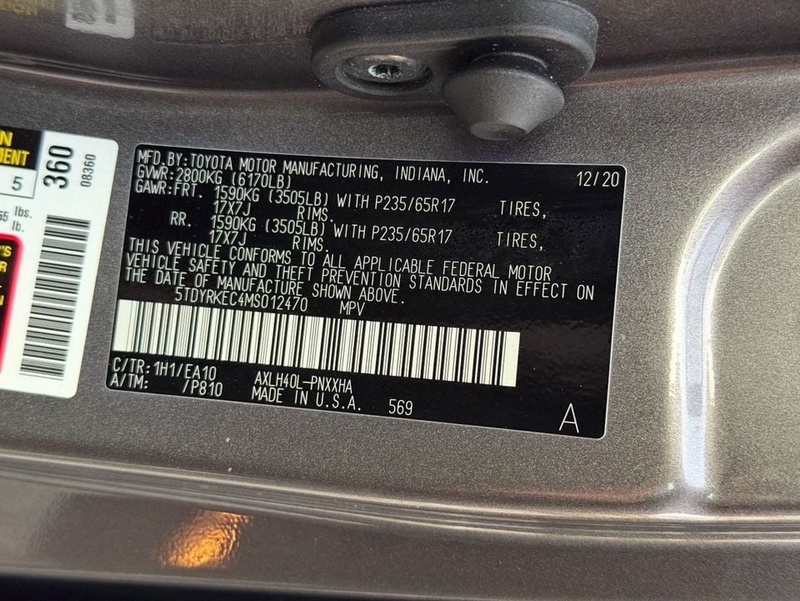 MFD.BY:TOYOTA MOTOR MANUFACTURING, INDIANA, INC. 12/20
GVWR:2800KG (6170LB)
GAWR:FRT. 1590KG (3505LB) WITH P235/65R17 TIRES,
17X7J RIMS.
RR. 1590KG (3505LB) WITH P235/65R17 TIRES,
17X7J RIMS.
THIS VEHICLE CONFORMS TO ALL APPLICABLE FEDERAL MOTOR
VEHICLE SAFETY AND THEFT PREVENTION STANDARDS IN EFFECT ON
THE DATE OF MANUFACTURE SHOWN ABOVE.
5TDYRKEC4MS012470 MPV
C/TR:1H1/EA10 AXLH40L-PNXXHA
A/TM: /P810 MADE IN U.S.A. 569
A
360
08360
5
lbs.
lb.